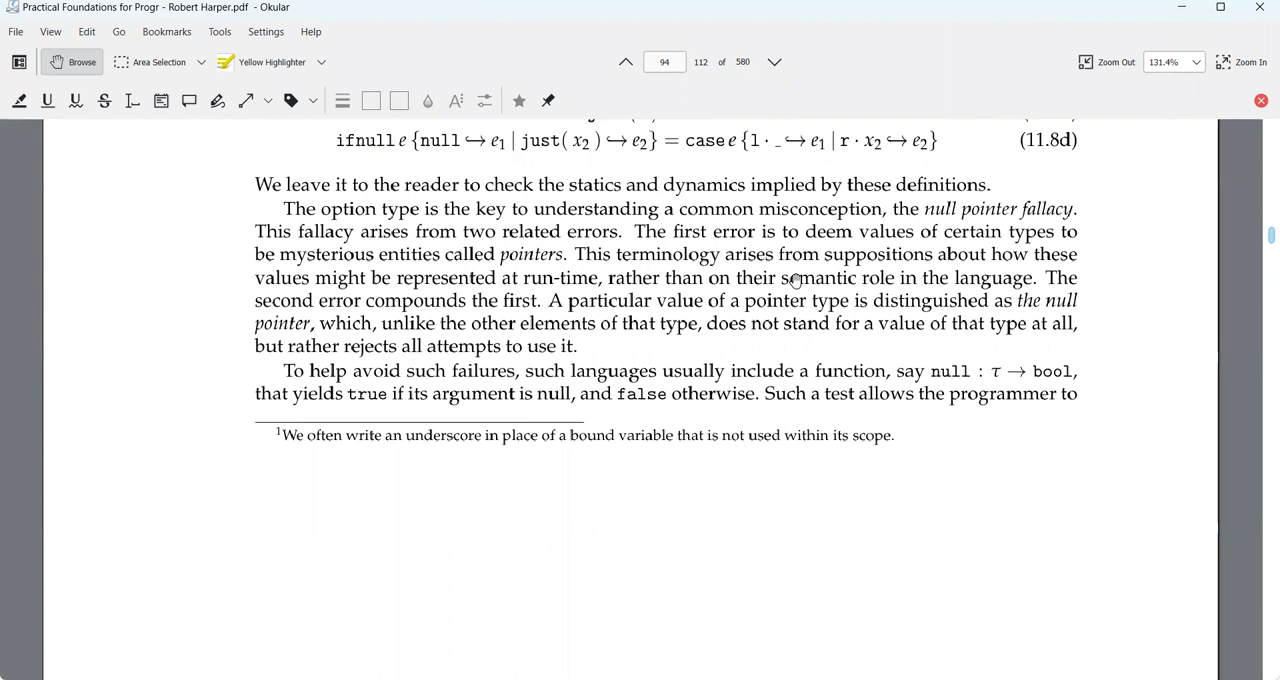 Practical Foundations for Progr - Robert Harper.pdf - Okular
File View Edit Go Bookmarks Tools Settings Help
Browse Area Selection Yellow Highlighter 94 112 of 580 Zoom Out 131.4% Zoom In
ifnull e {null ↪ e₁ | just( x₂ ) ↪ e₂} = case e {l · _ ↪ e₁ | r · x₂ ↪ e₂} (11.8d)
We leave it to the reader to check the statics and dynamics implied by these definitions.
The option type is the key to understanding a common misconception, the null pointer fallacy.
This fallacy arises from two related errors. The first error is to deem values of certain types to
be mysterious entities called pointers. This terminology arises from suppositions about how these
values might be represented at run-time, rather than on their semantic role in the language. The
second error compounds the first. A particular value of a pointer type is distinguished as the null
pointer, which, unlike the other elements of that type, does not stand for a value of that type at all,
but rather rejects all attempts to use it.
To help avoid such failures, such languages usually include a function, say null : τ → bool,
that yields true if its argument is null, and false otherwise. Such a test allows the programmer to
¹We often write an underscore in place of a bound variable that is not used within its scope.